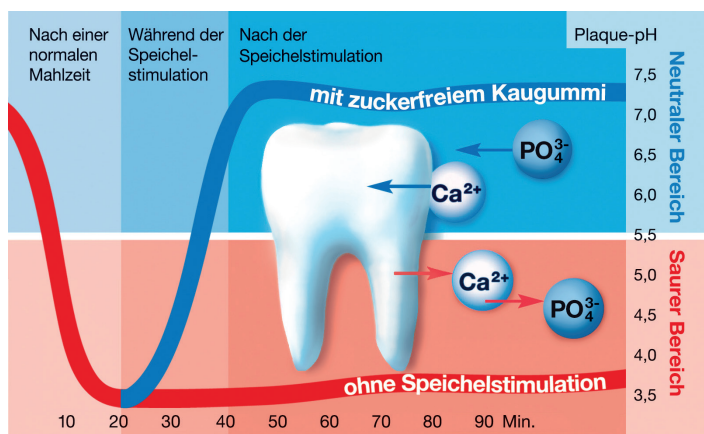 Nach einer
normalen
Mahlzeit
Während der
Speichel-
stimulation
Nach der
Speichelstimulation
Plaque-pH
7,5
7,0
6,5
6,0
5,5
5,0
4,5
4,0
3,5
Neutraler Bereich
Saurer Bereich
mit zuckerfreiem Kaugummi
PO₄³⁻
Ca²⁺
Ca²⁺
PO₄³⁻
ohne Speichelstimulation
10 20 30 40 50 60 70 80 90 Min.